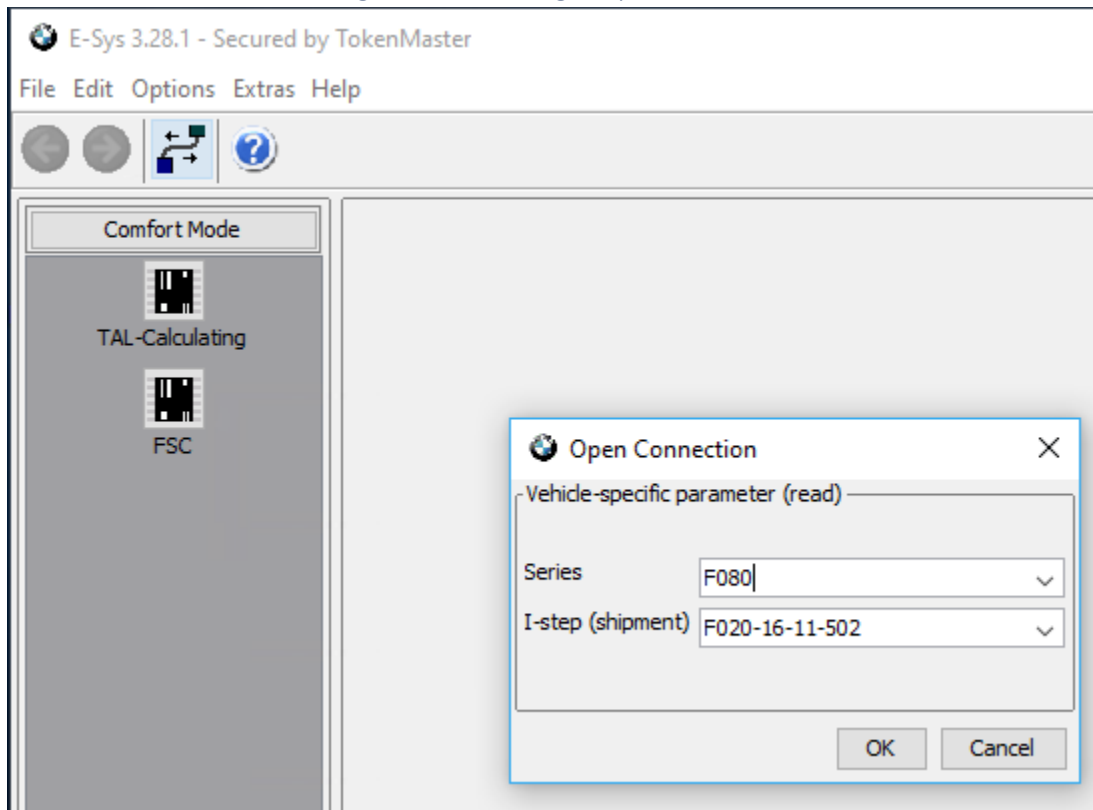 E-Sys 3.28.1 - Secured by TokenMaster
File Edit Options Extras Help
Comfort Mode
TAL-Calculating
FSC
Open Connection
Vehicle-specific parameter (read)
Series F080
I-step (shipment) F020-16-11-502
OK Cancel